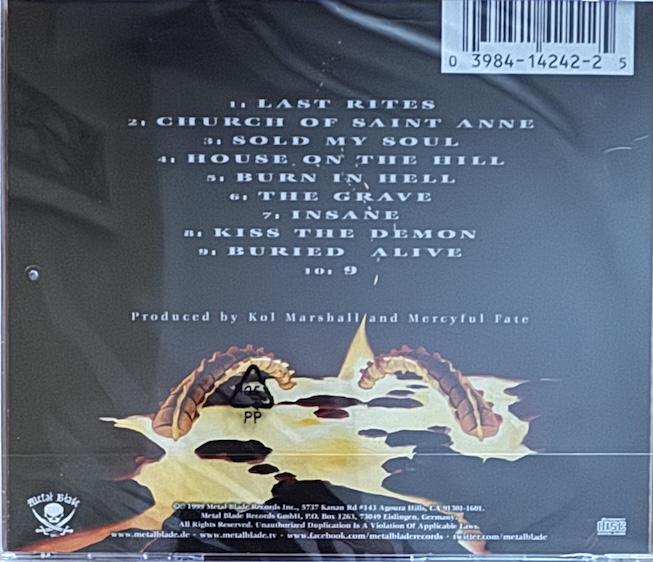 0 3984-14242-2 5
1: LAST RITES
2: CHURCH OF SAINT ANNE
3: SOLD MY SOUL
4: HOUSE ON THE HILL
5: BURN IN HELL
6: THE GRAVE
7: INSANE
8: KISS THE DEMON
9: BURIED ALIVE
10: 9
Produced by Kol Marshall and Mercyful Fate
PP
Metal Blade
©© 1999 Metal Blade Records Inc., 5737 Kanan Rd #143 Agoura Hills, CA 91301-1601.
Metal Blade Records GmbH, P.O. Box 1263, 73049 Eislingen, Germany.
All Rights Reserved. Unauthorized Duplication Is A Violation Of Applicable Laws.
www.metalblade.de - www.metalblade.tv - www.facebook.com/metalbladerecords - twitter.com/metalblade
disc